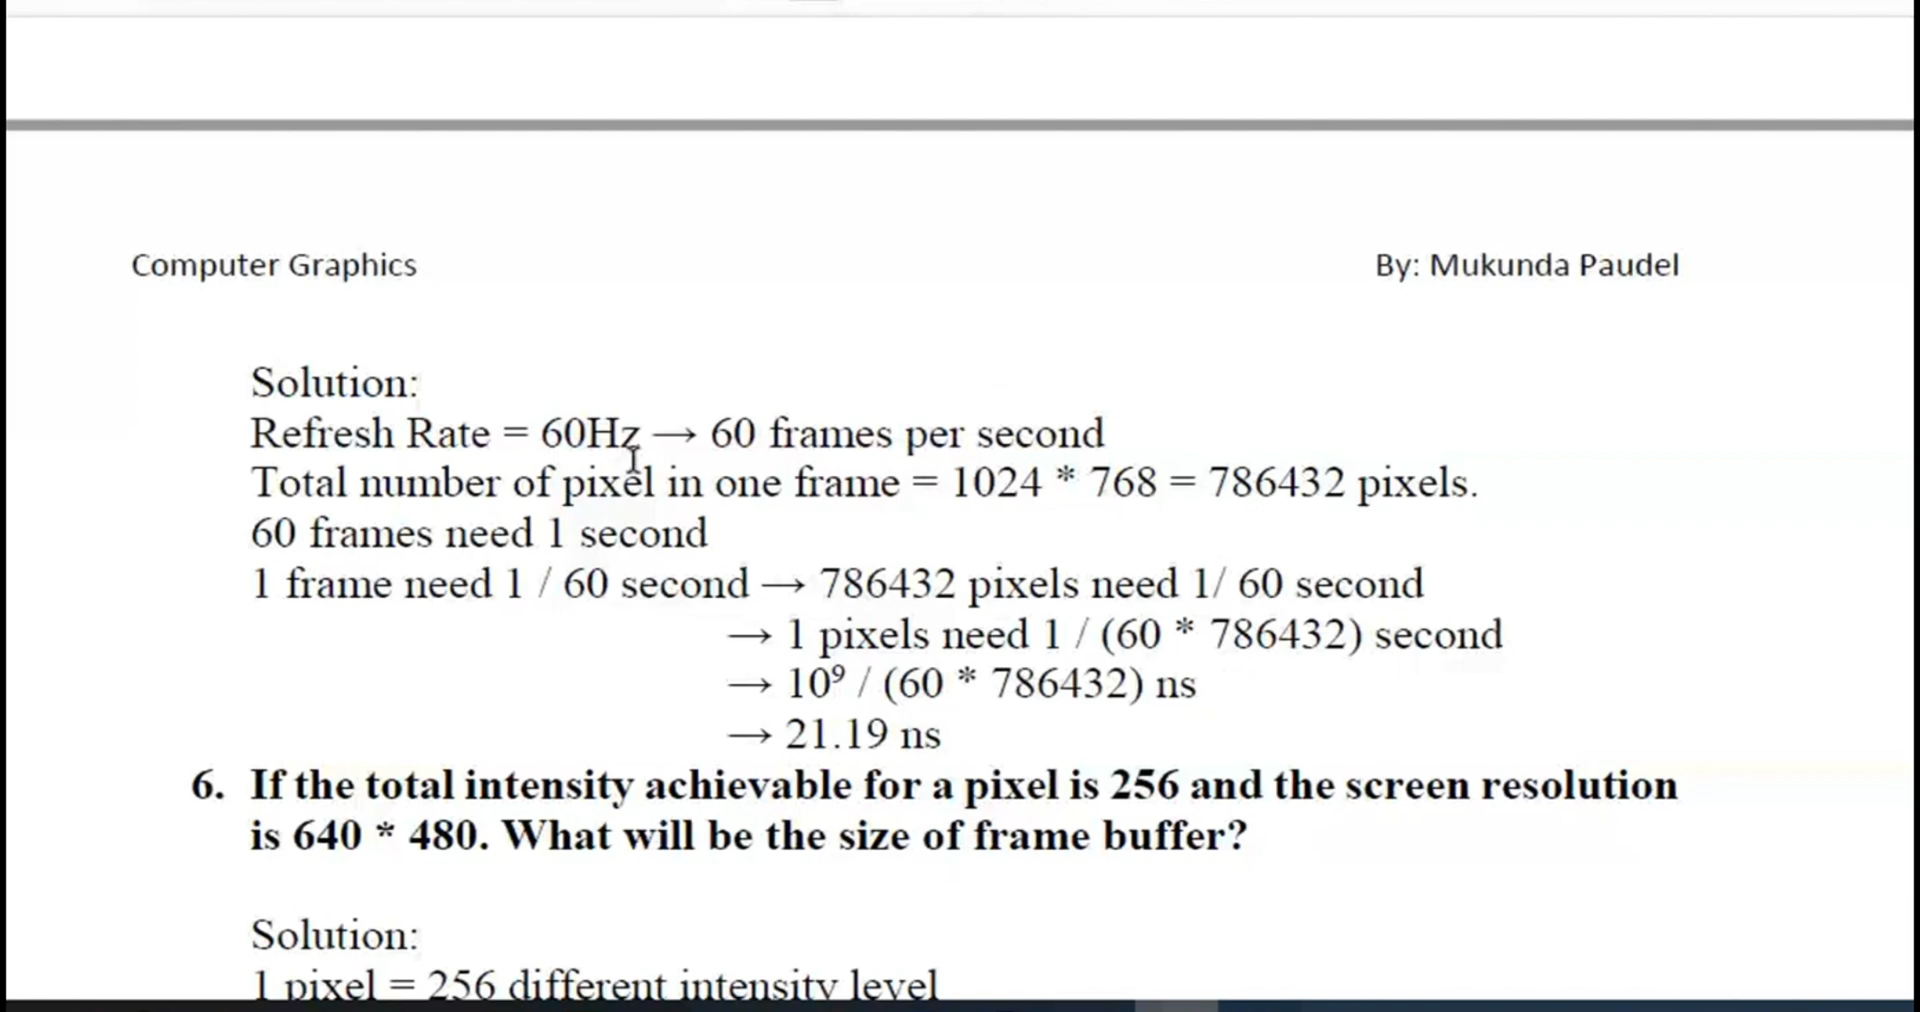 Computer Graphics By: Mukunda Paudel
Solution:
Refresh Rate = 60Hz → 60 frames per second
Total number of pixel in one frame = 1024 * 768 = 786432 pixels.
60 frames need 1 second
1 frame need 1 / 60 second → 786432 pixels need 1/ 60 second
→ 1 pixels need 1 / (60 * 786432) second
→ 10⁹ / (60 * 786432) ns
→ 21.19 ns
6. If the total intensity achievable for a pixel is 256 and the screen resolution
is 640 * 480. What will be the size of frame buffer?
Solution:
1 pixel = 256 different intensity level